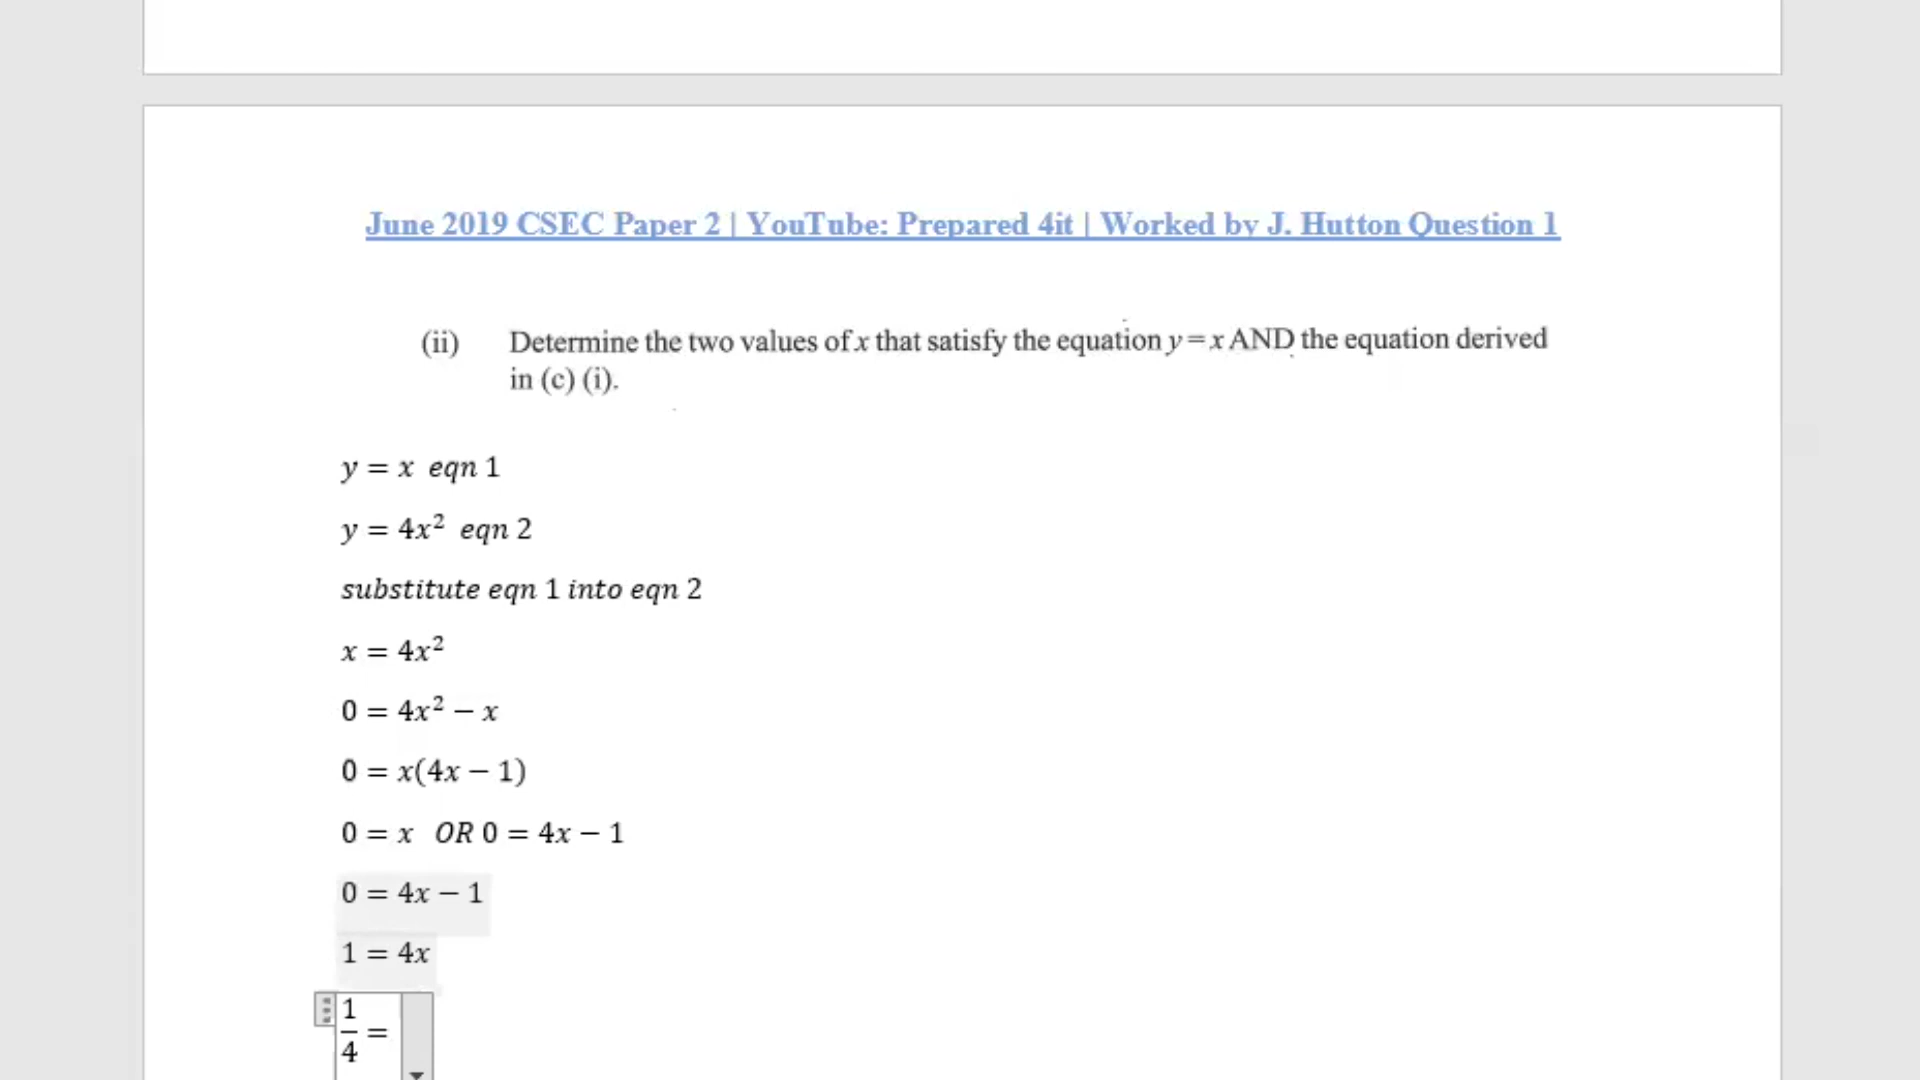 June 2019 CSEC Paper 2 | YouTube: Prepared 4it | Worked by J. Hutton Question 1
(ii) Determine the two values of x that satisfy the equation y = x AND the equation derived
in (c) (i).
y = x eqn 1
y = 4x² eqn 2
substitute eqn 1 into eqn 2
x = 4x²
0 = 4x² − x
0 = x(4x − 1)
0 = x OR 0 = 4x − 1
0 = 4x − 1
1 = 4x
1/4 =